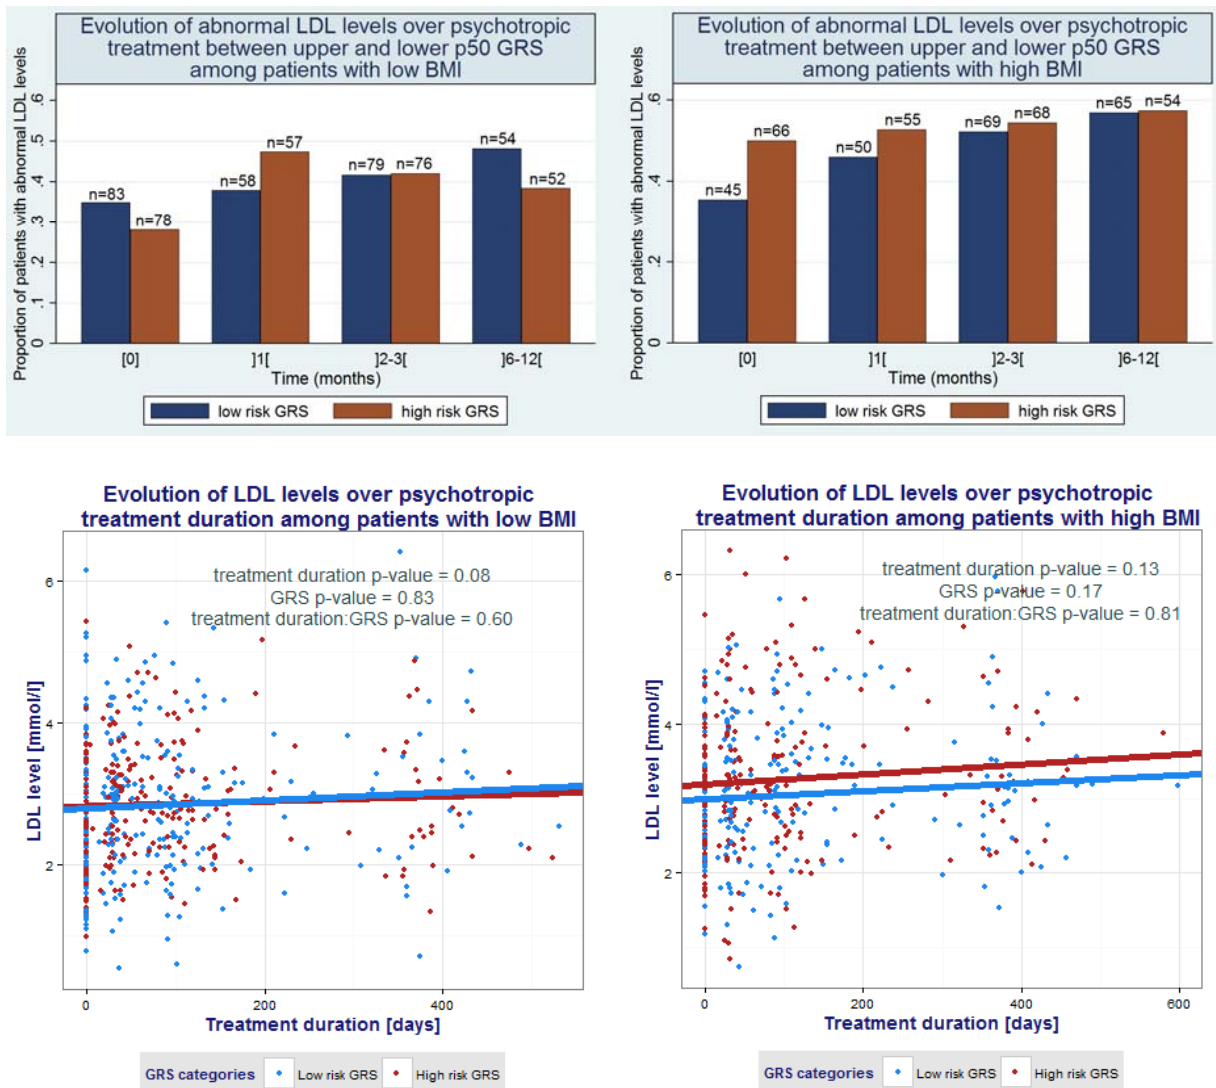 Evolution of abnormal LDL levels over psychotropic
treatment between upper and lower p50 GRS
among patients with low BMI
Proportion of patients with abnormal LDL levels
.6
.5
.4
.3
.2
.1
0
n=83
n=78
n=58
n=57
n=79
n=76
n=54
n=52
[0]
]1[
]2-3[
]6-12[
Time (months)
low risk GRS
high risk GRS
Evolution of abnormal LDL levels over psychotropic
treatment between upper and lower p50 GRS
among patients with high BMI
Proportion of patients with abnormal LDL levels
.6
.4
.2
0
n=45
n=66
n=50
n=55
n=69
n=68
n=65
n=54
[0]
]1[
]2-3[
]6-12[
Time (months)
low risk GRS
high risk GRS
Evolution of LDL levels over psychotropic
treatment duration among patients with low BMI
treatment duration p-value = 0.08
GRS p-value = 0.83
treatment duration:GRS p-value = 0.60
LDL level [mmol/l]
6
4
2
0
200
400
Treatment duration [days]
GRS categories Low risk GRS High risk GRS
Evolution of LDL levels over psychotropic
treatment duration among patients with high BMI
treatment duration p-value = 0.13
GRS p-value = 0.17
treatment duration:GRS p-value = 0.81
LDL level [mmol/l]
6
4
2
0
200
400
600
Treatment duration [days]
GRS categories Low risk GRS High risk GRS